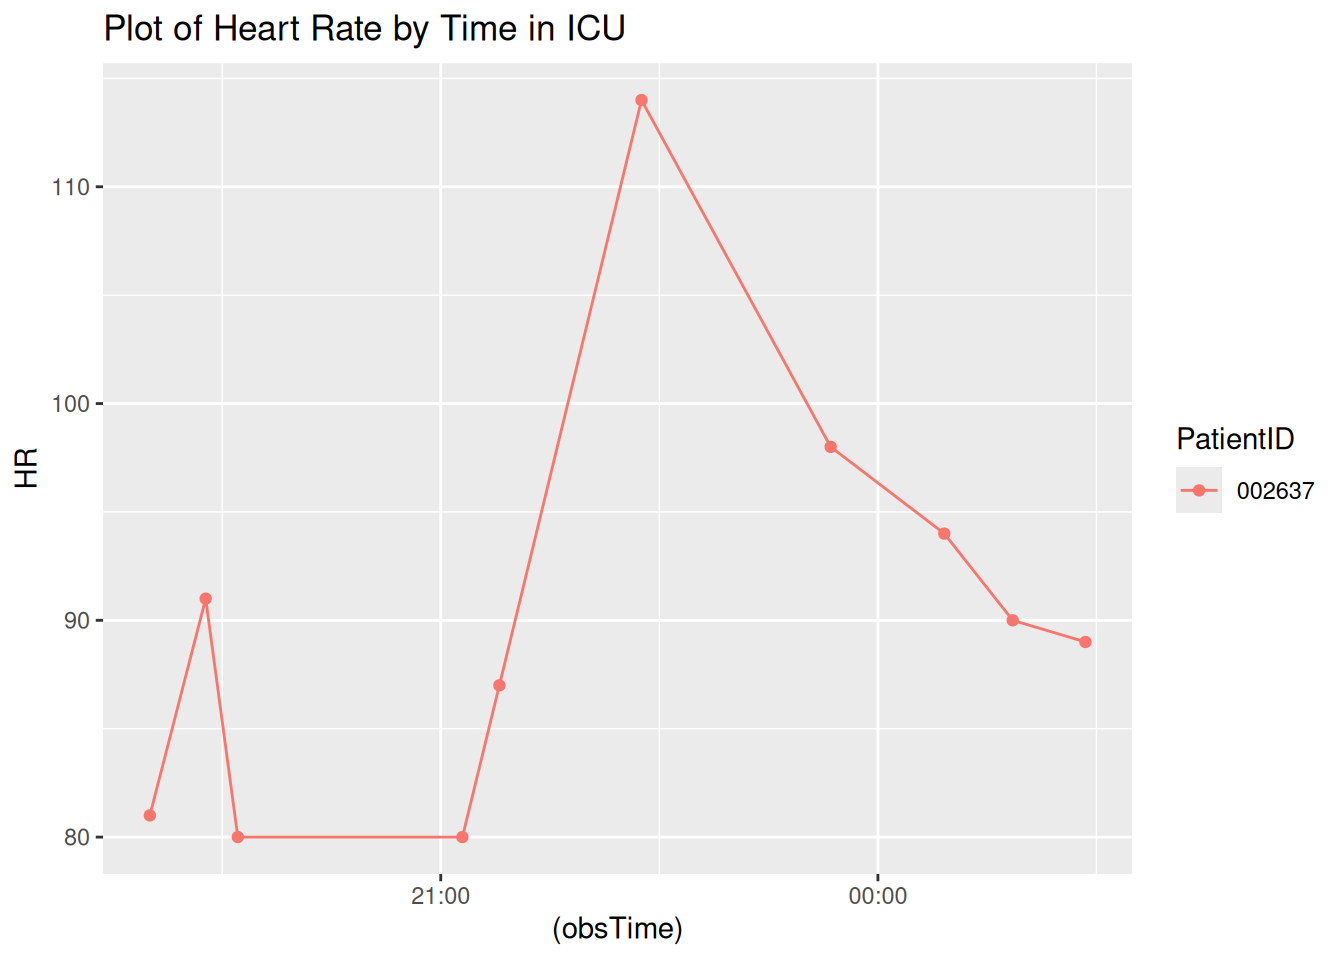 Plot of Heart Rate by Time in ICU
110
100
90
80
HR
21:00
00:00
(obsTime)
PatientID
002637